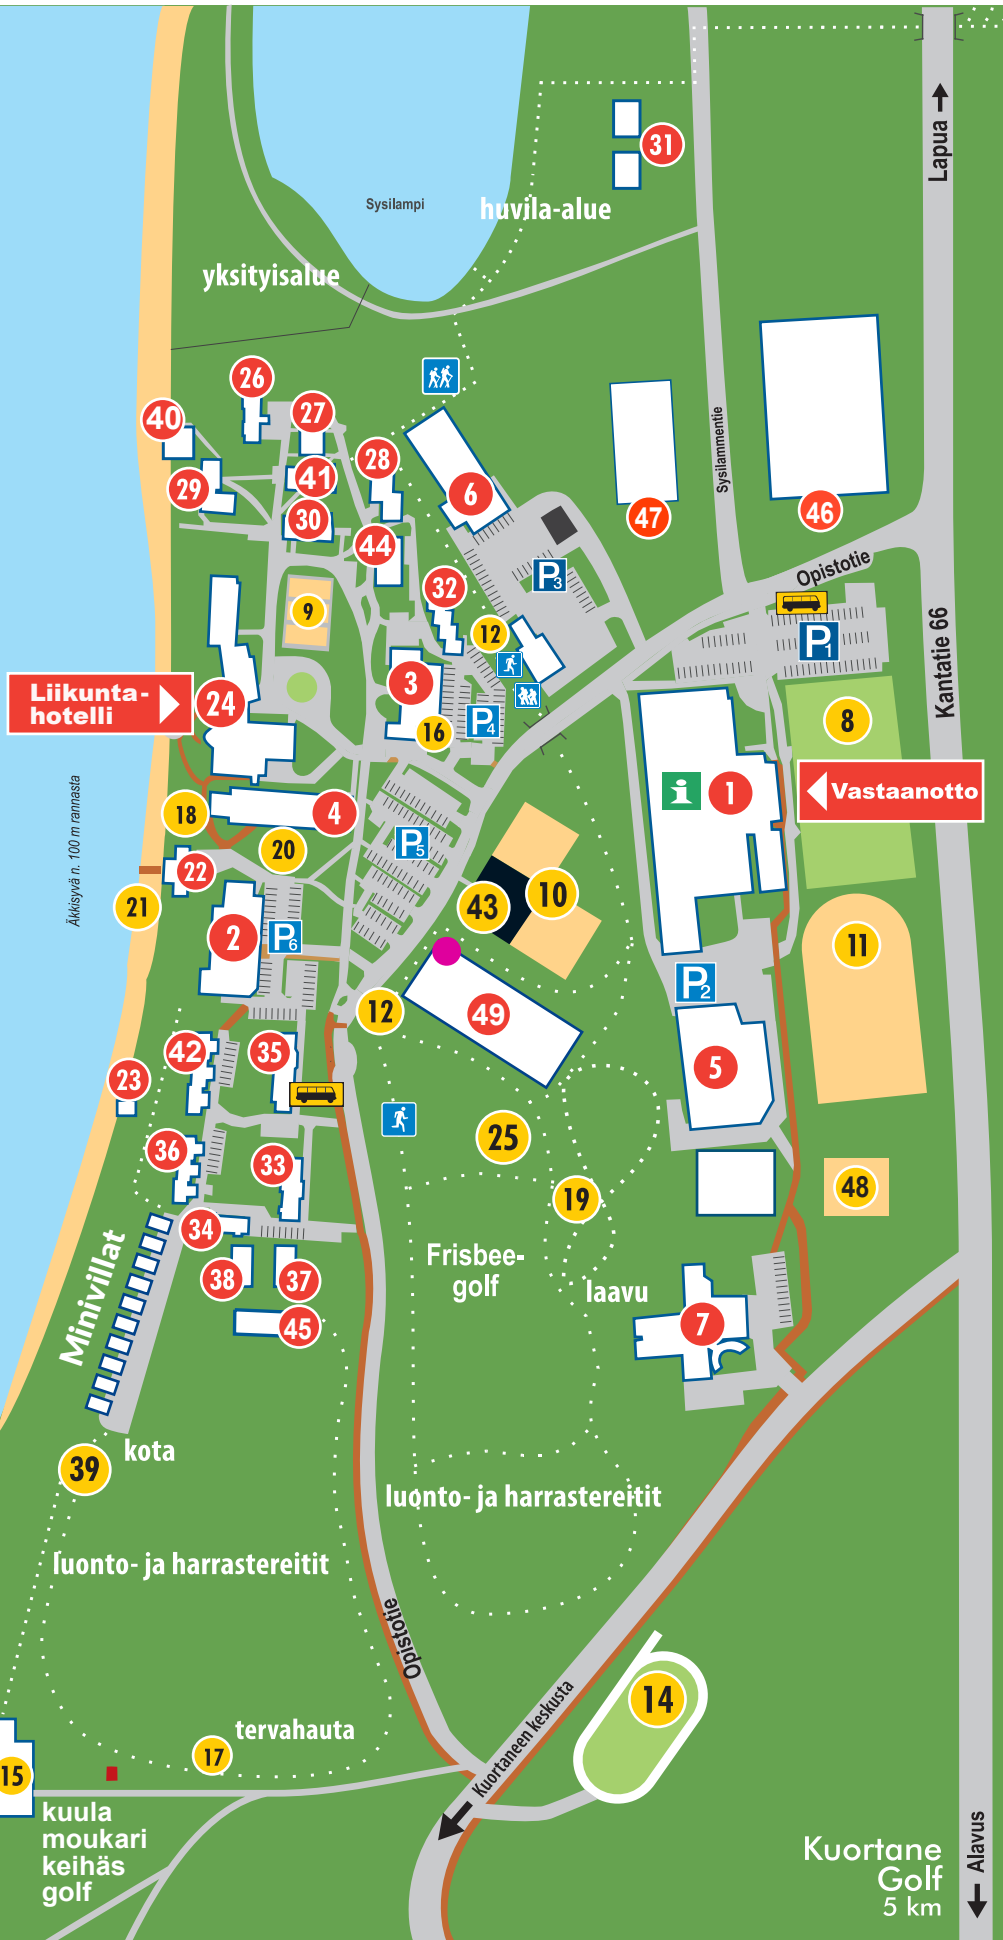 Lapua
31
Sysilampi
huvila-alue
yksityisalue
26
40
27
28
41
29
6
30
47
46
Sysilammentie
44
Opistotie
P3
32
9
12
P1
Kantatie 66
Liikunta-
hotelli
24
3
16
P4
8
i
1
Vastaanotto
Äkkisyvä n. 100 m rannasta
18
4
20
P5
22
21
43
10
2
P6
11
P2
12
49
42
35
5
23
25
36
33
19
48
34
Minivillat
Frisbee-
golf
38
37
laavu
45
7
kota
39
luonto- ja harrastereitit
luonto- ja harrastereitit
Opistotie
14
Kuortaneen keskusta
tervahauta
17
15
kuula
moukari
keihäs
golf
Kuortane
Golf
5 km
Alavus